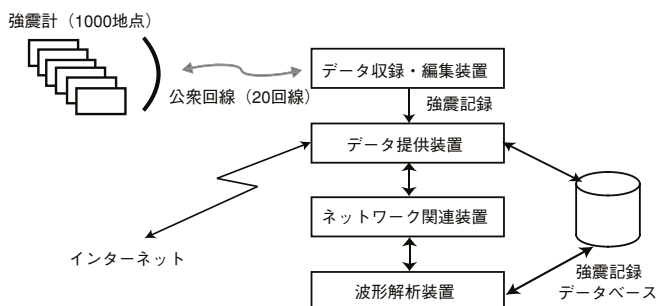 強震計（1000地点）
公衆回線（20回線）
データ収録・編集装置
強震記録
データ提供装置
ネットワーク関連装置
インターネット
波形解析装置
強震記録
データベース